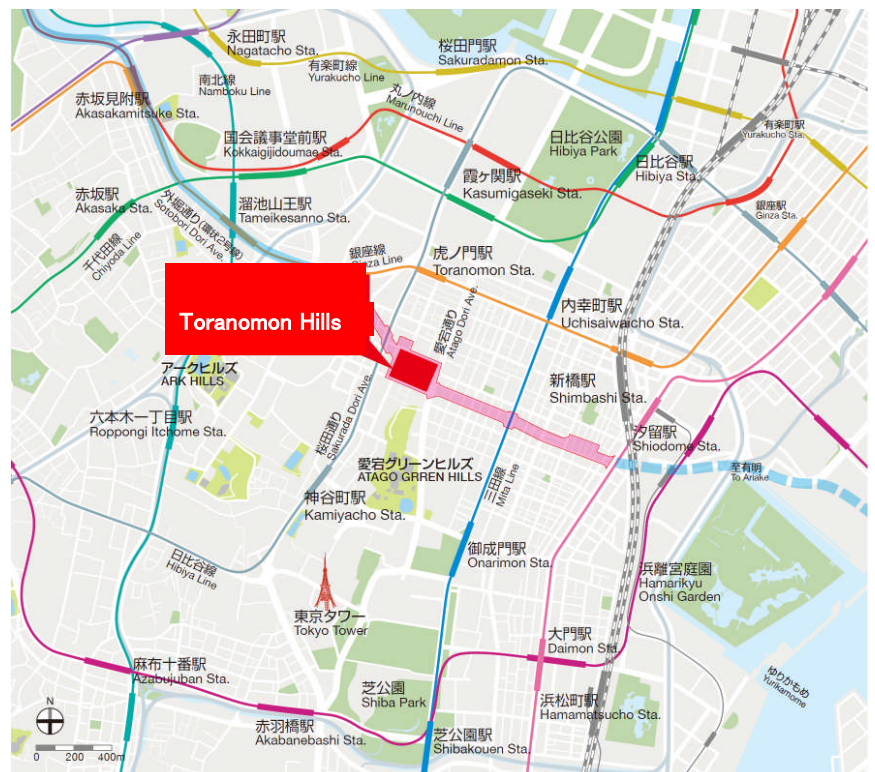 永田町駅
Nagatacho Sta.
桜田門駅
Sakuradamon Sta.
有楽町線
Yurakucho Line
南北線
Namboku Line
赤坂見附駅
Akasakamitsuke Sta.
丸ノ内線
Marunouchi Line
国会議事堂前駅
Kokkaigijidoumae Sta.
日比谷公園
Hibiya Park
有楽町駅
Yurakucho Sta.
日比谷駅
Hibiya Sta.
霞ヶ関駅
Kasumigaseki Sta.
赤坂駅
Akasaka Sta.
溜池山王駅
Tameikesanno Sta.
銀座駅
Ginza Sta.
外堀通り(環状2号線)
Sotobori Dori Ave.
千代田線
Chiyoda Line
銀座線
Ginza Line
虎ノ門駅
Toranomon Sta.
Toranomon Hills
愛宕通り
Atago Dori Ave.
内幸町駅
Uchisaiwaicho Sta.
アークヒルズ
ARK HILLS
新橋駅
Shimbashi Sta.
六本木一丁目駅
Roppongi Itchome Sta.
桜田通り
Sakurada Dori Ave.
汐留駅
Shiodome Sta.
愛宕グリーンヒルズ
ATAGO GRREN HILLS
至有明
To Ariake
三田線
Mita Line
神谷町駅
Kamiyacho Sta.
日比谷線
Hibiya Line
御成門駅
Onarimon Sta.
浜離宮庭園
Hamarikyu
Onshi Garden
東京タワー
Tokyo Tower
大門駅
Daimon Sta.
麻布十番駅
Azabujuban Sta.
ゆりかもめ
Yurikamome
芝公園
Shiba Park
浜松町駅
Hamamatsucho Sta.
赤羽橋駅
Akabanebashi Sta.
芝公園駅
Shibakouen Sta.
N
0 200 400m